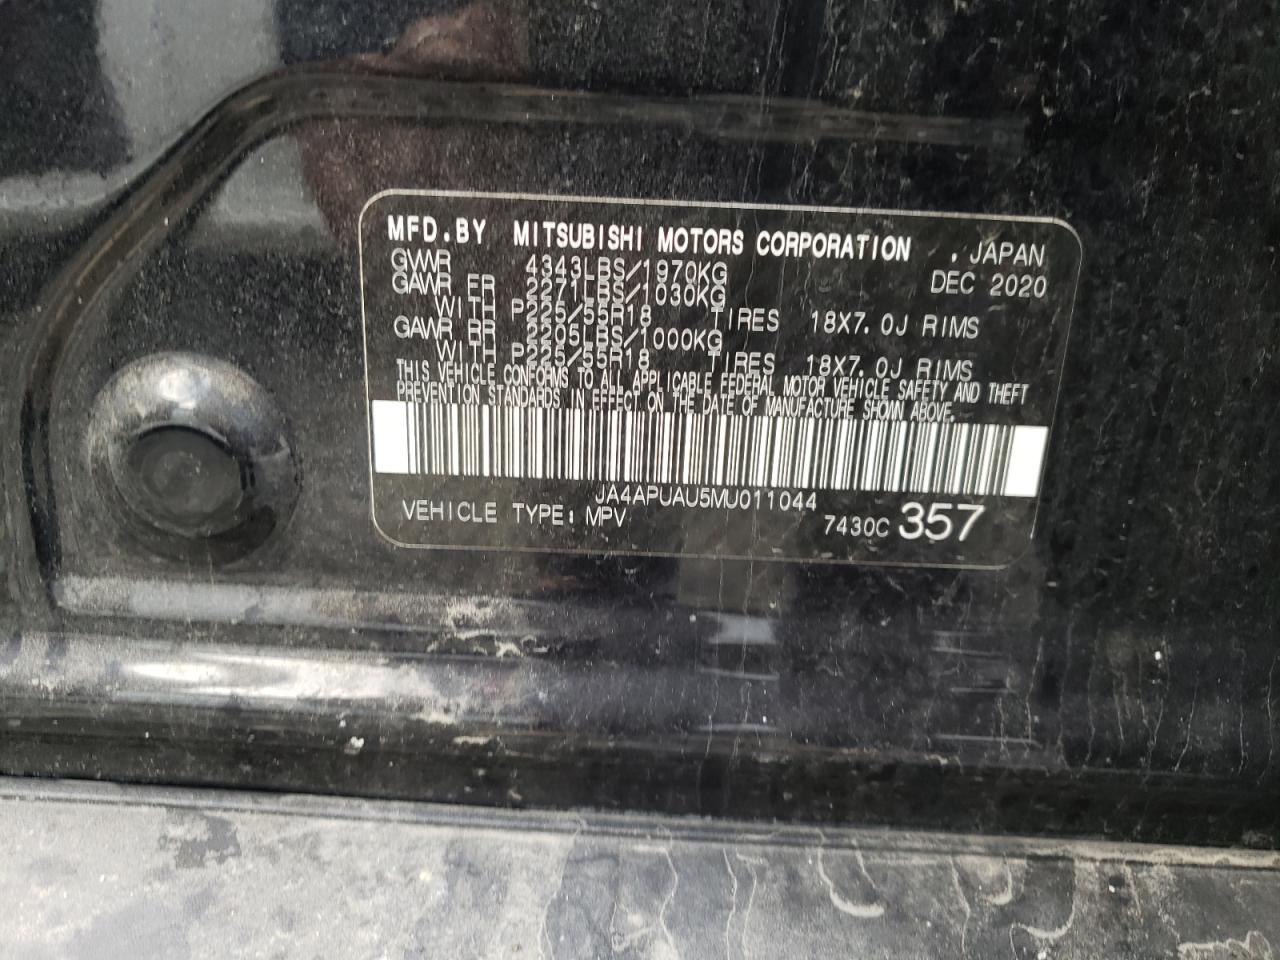 MFD.BY MITSUBISHI MOTORS CORPORATION . JAPAN
GVWR 4343LBS/1970KG DEC 2020
GAWR FR 2271LBS/1030KG
WITH P225/55R18 TIRES 18X7.0J RIMS
GAWR RR 2205LBS/1000KG
WITH P225/55R18 TIRES 18X7.0J RIMS
THIS VEHICLE CONFORMS TO ALL APPLICABLE FEDERAL MOTOR VEHICLE SAFETY AND THEFT
PREVENTION STANDARDS IN EFFECT ON THE DATE OF MANUFACTURE SHOWN ABOVE.
JA4APUAU5MU011044
VEHICLE TYPE: MPV 7430C 357